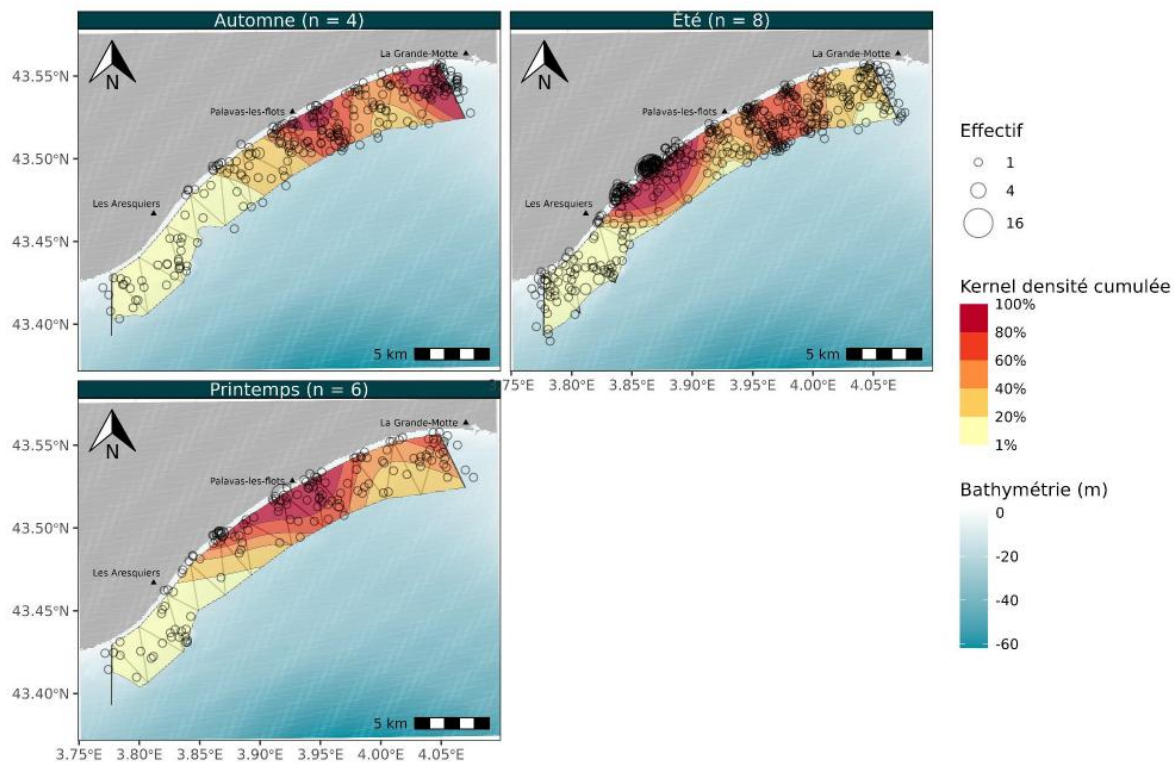 Automne (n = 4)
Été (n = 8)
La Grande-Motte
La Grande-Motte
N
N
43.55°N
Palavas-les-flots
Palavas-les-flots
43.50°N
Les Aresquiers
Les Aresquiers
43.45°N
43.40°N
5 km
5 km
3.75°E 3.80°E 3.85°E 3.90°E 3.95°E 4.00°E 4.05°E
Printemps (n = 6)
La Grande-Motte
N
43.55°N
Palavas-les-flots
43.50°N
Les Aresquiers
43.45°N
43.40°N
5 km
3.75°E 3.80°E 3.85°E 3.90°E 3.95°E 4.00°E 4.05°E
Effectif
1
4
16
Kernel densité cumulée
100%
80%
60%
40%
20%
1%
Bathymétrie (m)
0
-20
-40
-60